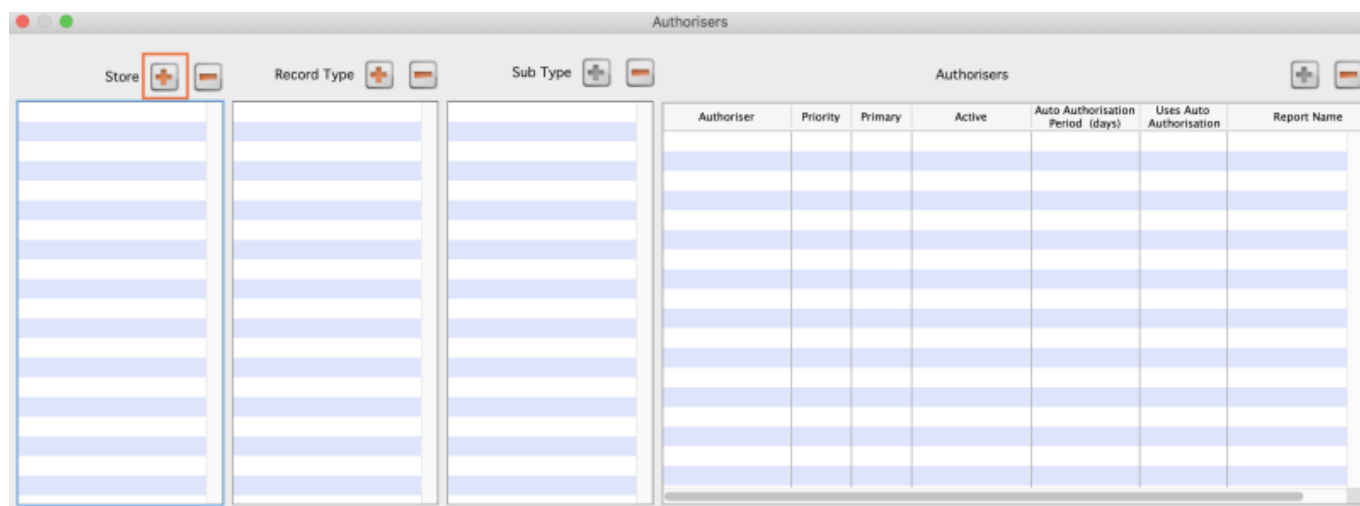 Authorisers
Store Record Type Sub Type Authorisers
Authoriser Priority Primary Active Auto Authorisation Period (days) Uses Auto Authorisation Report Name